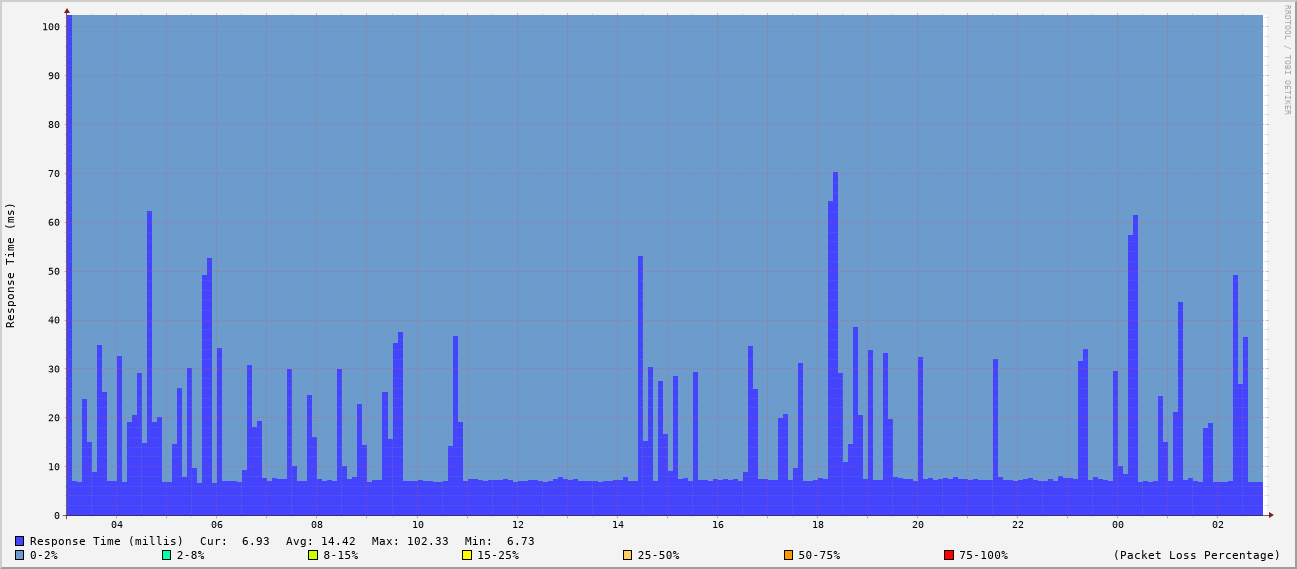 RRDTOOL / TOBI OETIKER
Response Time (ms)
100
90
80
70
60
50
40
30
20
10
0
04 06 08 10 12 14 16 18 20 22 00 02
Response Time (millis) Cur: 6.93 Avg: 14.42 Max: 102.33 Min: 6.73
0-2% 2-8% 8-15% 15-25% 25-50% 50-75% 75-100% (Packet Loss Percentage)